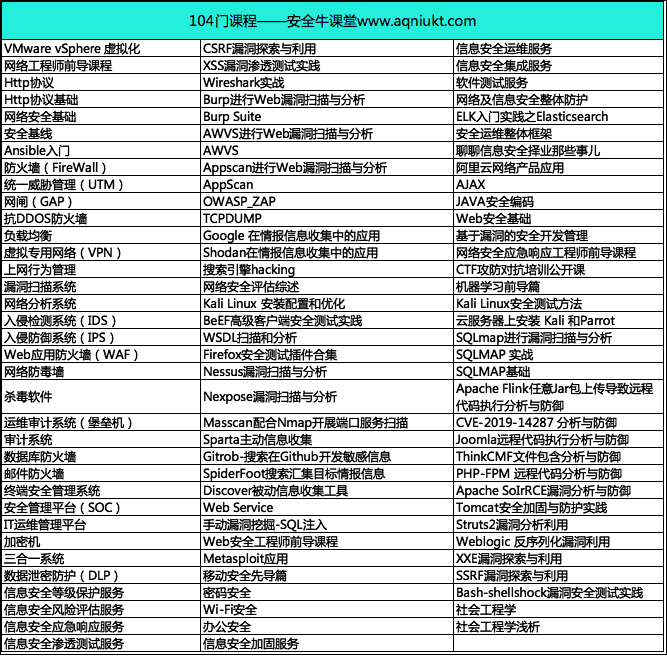 104门课程——安全牛课堂www.aqniukt.com
VMware vSphere 虚拟化 CSRF漏洞探索与利用 信息安全运维服务
网络工程师前导课程 XSS漏洞渗透测试实践 信息安全集成服务
Http协议 Wireshark实战 软件测试服务
Http协议基础 Burp进行Web漏洞扫描与分析 网络及信息安全整体防护
网络安全基础 Burp Suite ELK入门实践之Elasticsearch
安全基线 AWVS进行Web漏洞扫描与分析 安全运维整体框架
Ansible入门 AWVS 聊聊信息安全择业那些事儿
防火墙（FireWall） Appscan进行Web漏洞扫描与分析 阿里云网络产品应用
统一威胁管理（UTM） AppScan AJAX
网闸（GAP） OWASP_ZAP JAVA安全编码
抗DDOS防火墙 TCPDUMP Web安全基础
负载均衡 Google 在情报信息收集中的应用 基于漏洞的安全开发管理
虚拟专用网络（VPN） Shodan在情报信息收集中的应用 网络安全应急响应工程师前导课程
上网行为管理 搜索引擎hacking CTF攻防对抗培训公开课
漏洞扫描系统 网络安全评估综述 机器学习前导篇
网络分析系统 Kali Linux 安装配置和优化 Kali Linux安全测试方法
入侵检测系统（IDS） BeEF高级客户端安全测试实践 云服务器上安装 Kali 和Parrot
入侵防御系统（IPS） WSDL扫描和分析 SQLmap进行漏洞扫描与分析
Web应用防火墙（WAF） Firefox安全测试插件合集 SQLMAP 实战
网络防毒墙 Nessus漏洞扫描与分析 SQLMAP基础
杀毒软件 Nexpose漏洞扫描与分析 Apache Flink任意Jar包上传导致远程
代码执行分析与防御
运维审计系统（堡垒机） Masscan配合Nmap开展端口服务扫描 CVE-2019-14287 分析与防御
审计系统 Sparta主动信息收集 Joomla远程代码执行分析与防御
数据库防火墙 Gitrob-搜索在Github开发敏感信息 ThinkCMF文件包含分析与防御
邮件防火墙 SpiderFoot搜索汇集目标情报信息 PHP-FPM 远程代码分析与防御
终端安全管理系统 Discover被动信息收集工具 Apache SolrRCE漏洞分析与防御
安全管理平台（SOC） Web Service Tomcat安全加固与防护实践
IT运维管理平台 手动漏洞挖掘-SQL注入 Struts2漏洞分析利用
加密机 Web安全工程师前导课程 Weblogic 反序列化漏洞利用
三合一系统 Metasploit应用 XXE漏洞探索与利用
数据泄密防护（DLP） 移动安全先导篇 SSRF漏洞探索与利用
信息安全等级保护服务 密码安全 Bash-shellshock漏洞安全测试实践
信息安全风险评估服务 Wi-Fi安全 社会工程学
信息安全应急响应服务 办公安全 社会工程学浅析
信息安全渗透测试服务 信息安全加固服务